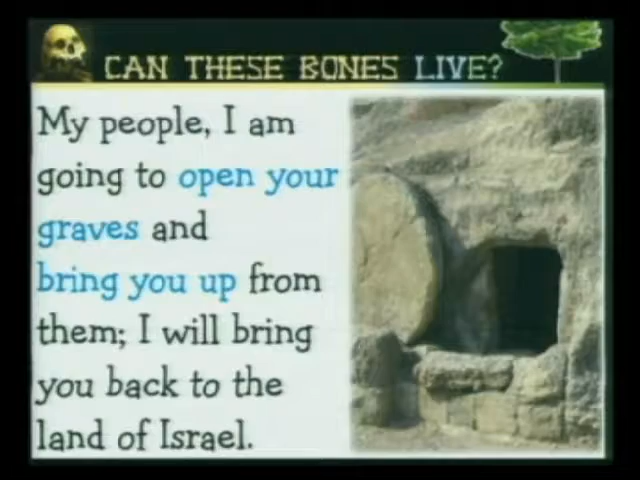 CAN THESE BONES LIVE?
My people, I am
going to open your
graves and
bring you up from
them; I will bring
you back to the
land of Israel.